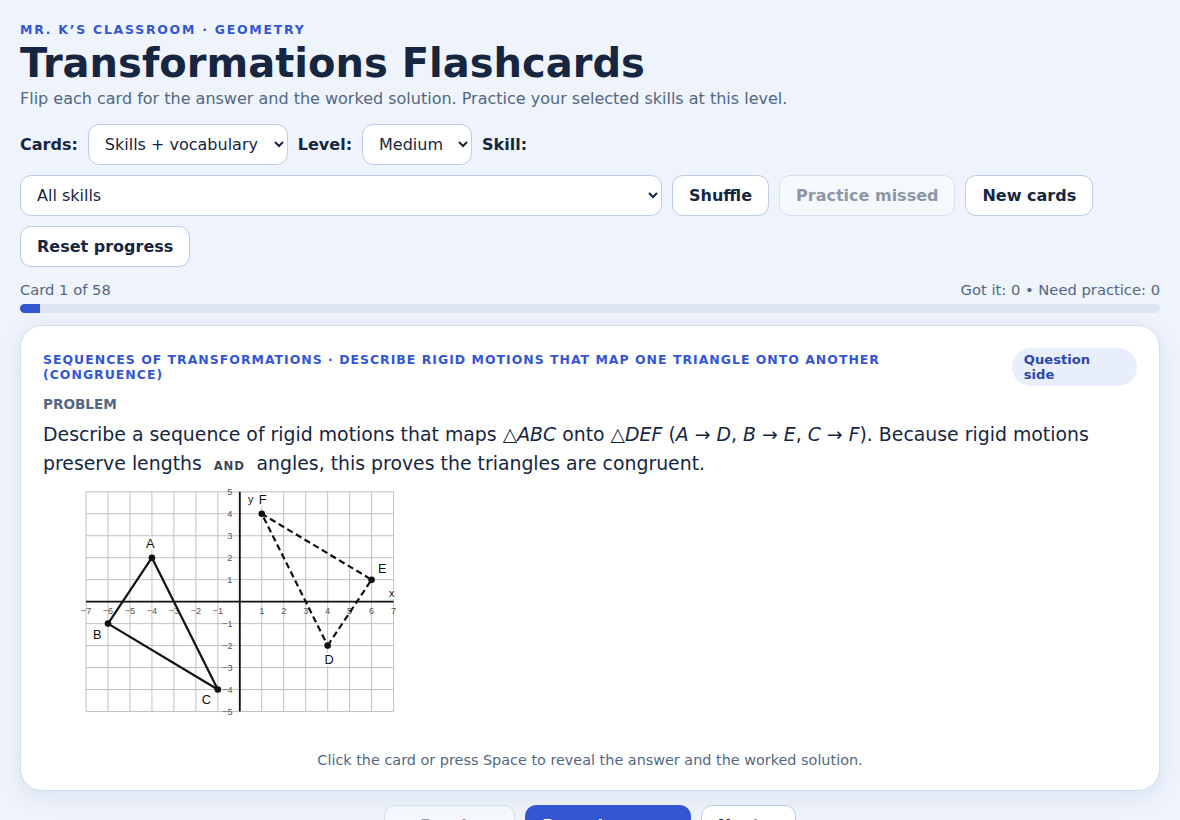 MR. K’S CLASSROOM · GEOMETRY
Transformations Flashcards
Flip each card for the answer and the worked solution. Practice your selected skills at this level.
Cards: Skills + vocabulary Level: Medium Skill:
All skills Shuffle Practice missed New cards
Reset progress
Card 1 of 58 Got it: 0 • Need practice: 0
SEQUENCES OF TRANSFORMATIONS · DESCRIBE RIGID MOTIONS THAT MAP ONE TRIANGLE ONTO ANOTHER
(CONGRUENCE)
Question
side
PROBLEM
Describe a sequence of rigid motions that maps △ABC onto △DEF (A → D, B → E, C → F). Because rigid motions
preserve lengths AND angles, this proves the triangles are congruent.
5 y F
4
3
A
2
E
1
x
−7 −6 −5 −4 −3 −2 −1 1 2 3 4 5 6 7
−1
B
−2
D
−3
−4
C
−5
Click the card or press Space to reveal the answer and the worked solution.